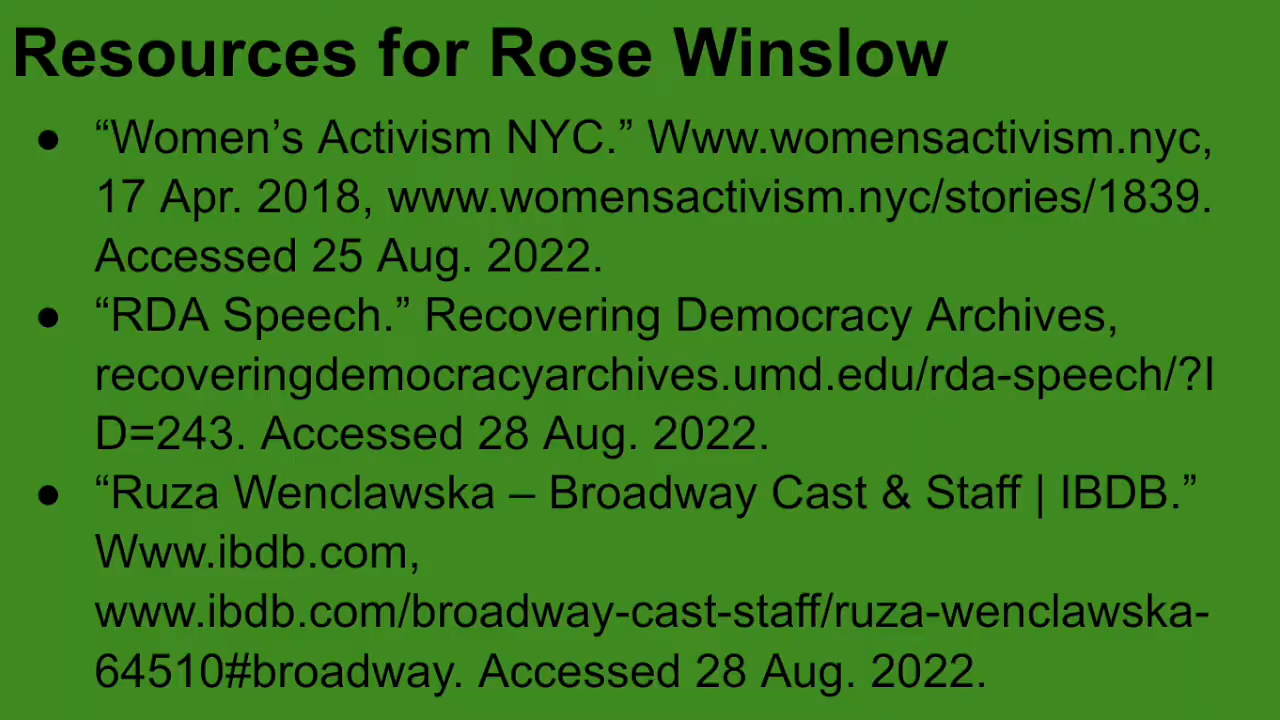 Resources for Rose Winslow
● “Women’s Activism NYC.” Www.womensactivism.nyc,
17 Apr. 2018, www.womensactivism.nyc/stories/1839.
Accessed 25 Aug. 2022.
● “RDA Speech.” Recovering Democracy Archives,
recoveringdemocracyarchives.umd.edu/rda-speech/?I
D=243. Accessed 28 Aug. 2022.
● “Ruza Wenclawska – Broadway Cast & Staff | IBDB.”
Www.ibdb.com,
www.ibdb.com/broadway-cast-staff/ruza-wenclawska-
64510#broadway. Accessed 28 Aug. 2022.